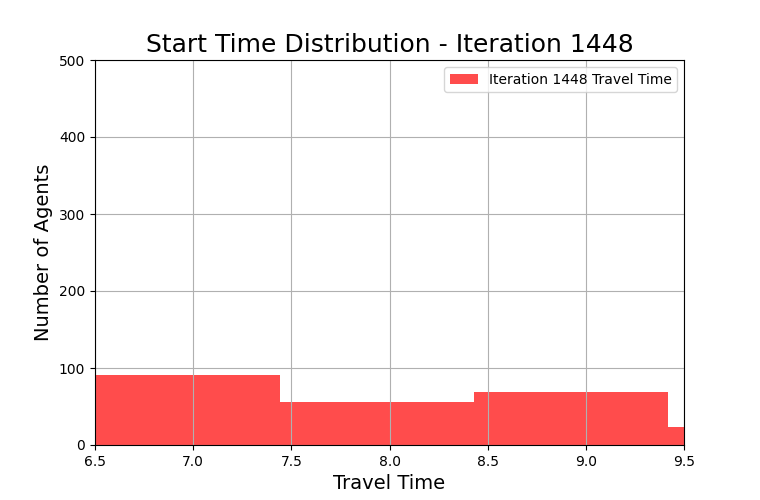 Start Time Distribution - Iteration 1448
Iteration 1448 Travel Time
Number of Agents
500
400
300
200
100
0
6.5 7.0 7.5 8.0 8.5 9.0 9.5
Travel Time